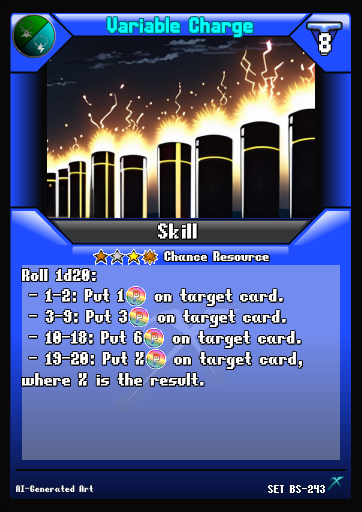 Variable Charge
8
Skill
Chance Resource
Roll 1d20:
- 1-2: Put 1 P on target card.
- 3-9: Put 3 P on target card.
- 10-18: Put 6 P on target card.
- 19-20: Put X P on target card,
where X is the result.
AI-Generated Art
SET BS-243